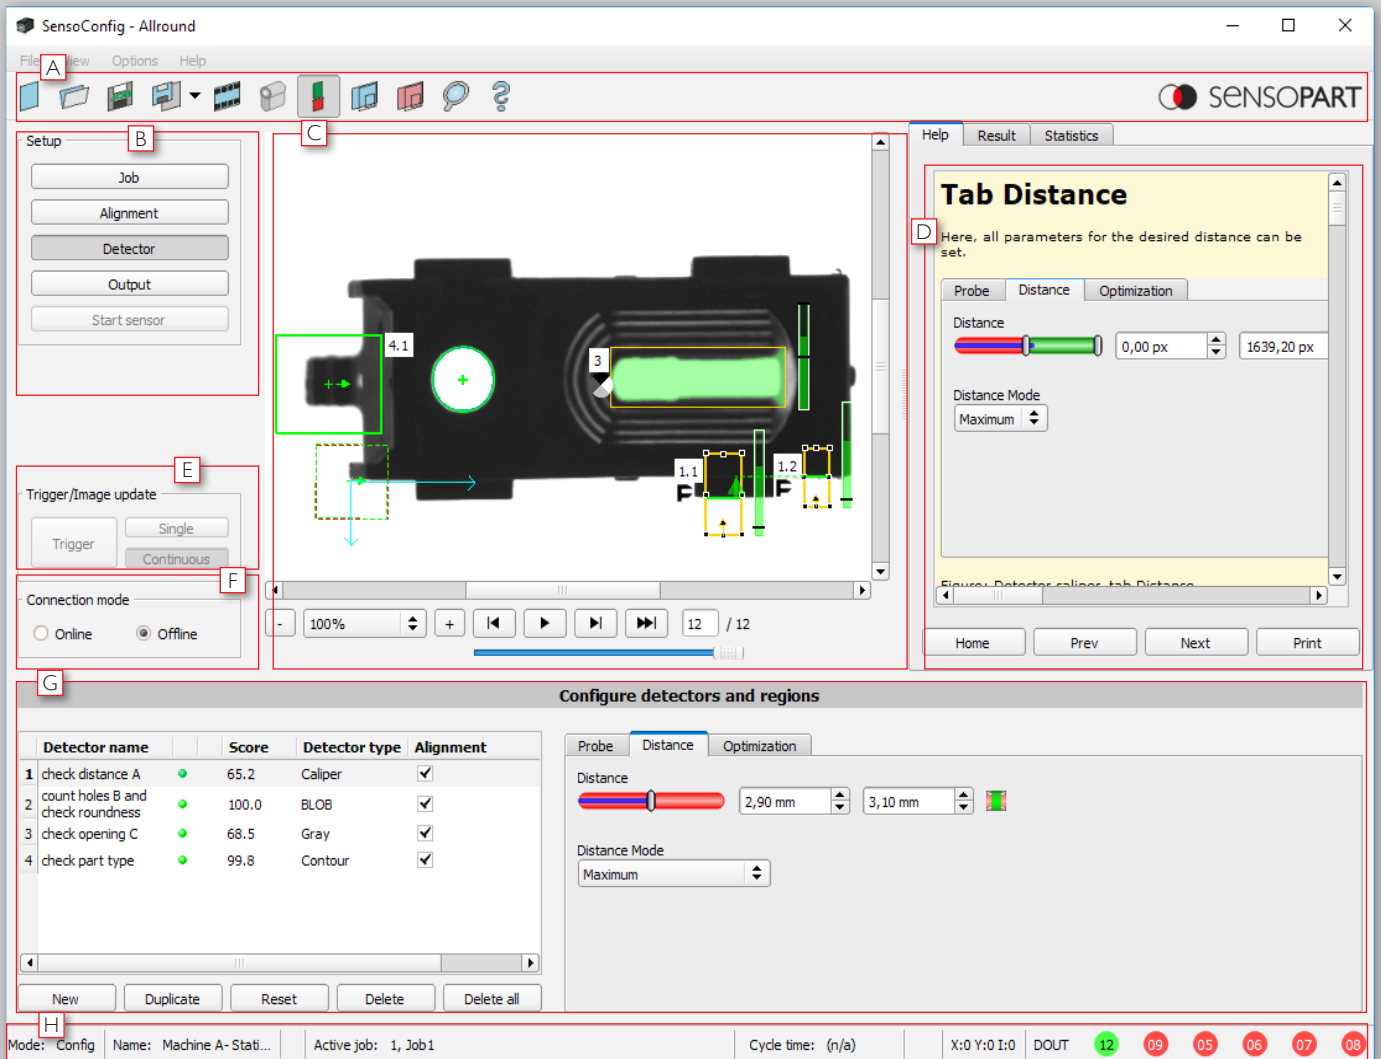 SensoConfig - Allround
File View Options Help
A
SENSOPART
B
Setup
Job
Alignment
Detector
Output
Start sensor
E
Trigger/Image update
Trigger
Single
Continuous
F
Connection mode
Online
Offline
C
4.1
3
1.1
1.2
F
F
-
100%
+
12 / 12
Help Result Statistics
D
Tab Distance
Here, all parameters for the desired distance can be
set.
Probe Distance Optimization
Distance
0,00 px 1639,20 px
Distance Mode
Maximum
Figure: Detector caliper, tab Distance
Home Prev Next Print
G
Configure detectors and regions
Detector name Score Detector type Alignment
1 check distance A 65.2 Caliper
2 count holes B and
check roundness 100.0 BLOB
3 check opening C 68.5 Gray
4 check part type 99.8 Contour
New Duplicate Reset Delete Delete all
Probe Distance Optimization
Distance
2,90 mm 3,10 mm
Distance Mode
Maximum
H
Mode: Config Name: Machine A- Stati... Active job: 1, Job1 Cycle time: (n/a) X:0 Y:0 I:0 DOUT 12 09 05 06 07 08